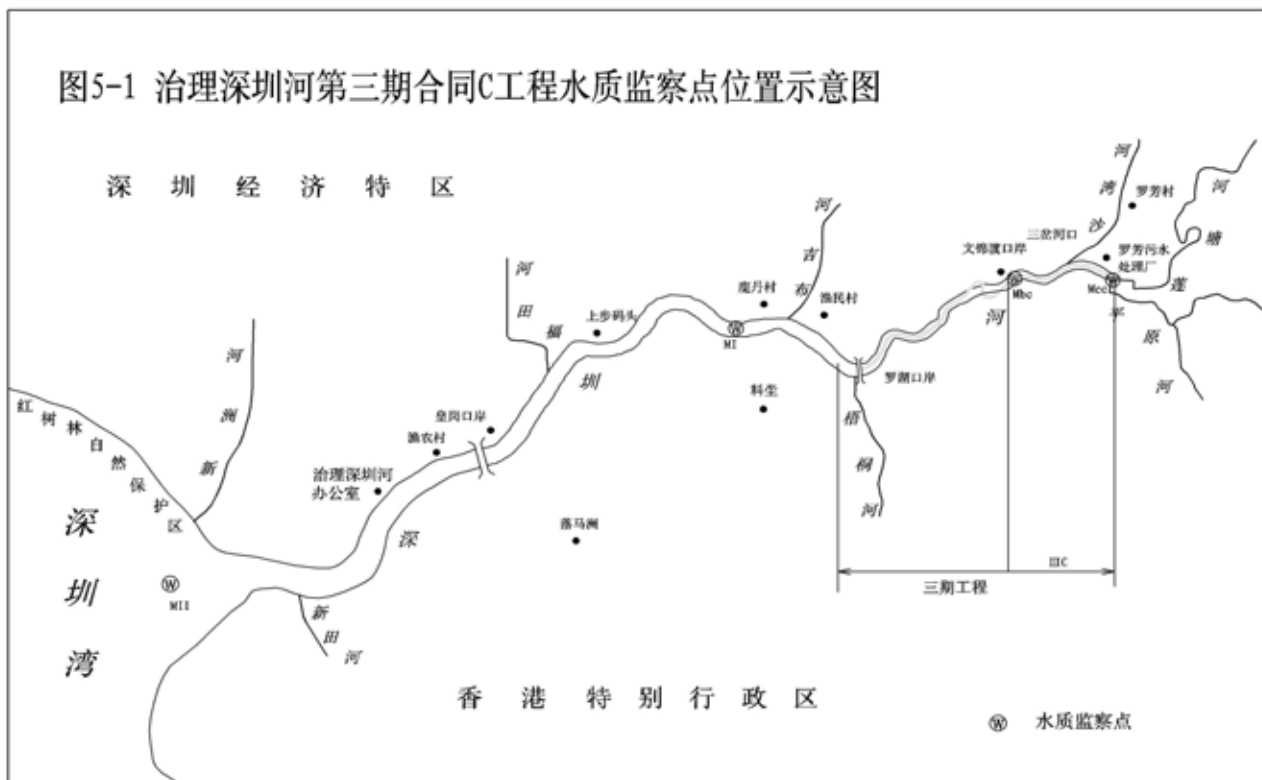 图5-1 治理深圳河第三期合同C工程水质监察点位置示意图
深圳经济特区
河湾沙
罗芳村
河塘莲
三岔河口
文锦渡口岸
罗芳污水
处理厂
Mbc
Mcc
平原河
河吉布
鹿丹村
渔民村
MI
河
罗湖口岸
河田福
上步码头
圳
料壆
梧桐河
皇岗口岸
渔农村
治理深圳河
办公室
河洲新
红树林自然保护区
深
落马洲
IIIC
三期工程
深圳湾
MII
新田河
香港特别行政区
W 水质监察点